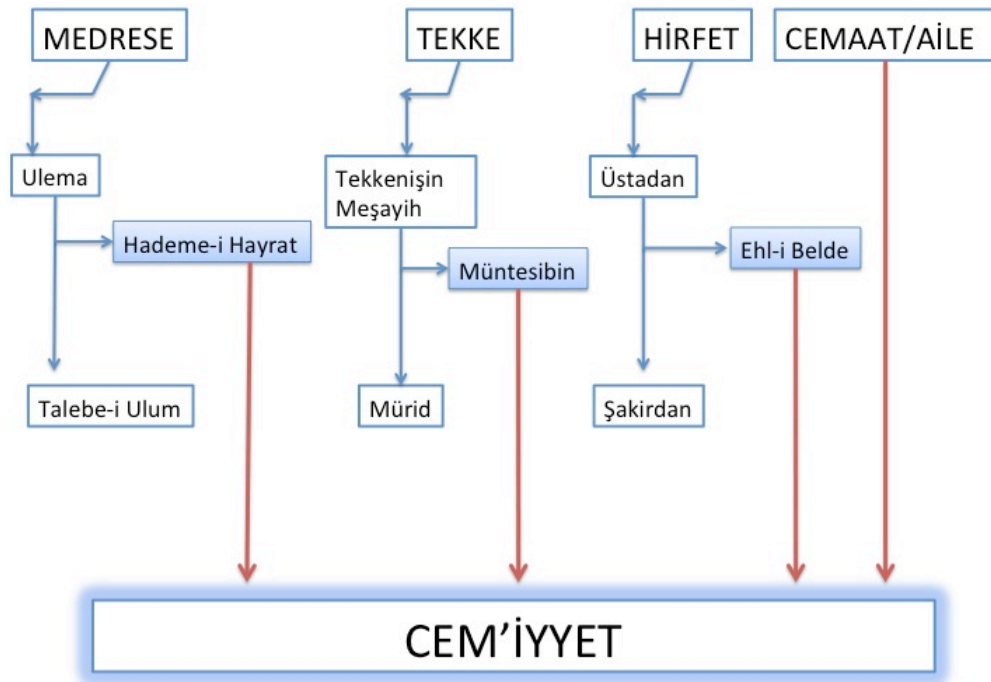 MEDRESE
TEKKE
HİRFET
CEMAAT/AİLE
Ulema
Tekkenişin
Meşayih
Üstadan
Hademe-i Hayrat
Müntesibin
Ehl-i Belde
Talebe-i Ulum
Mürid
Şakirdan
CEM’İYYET